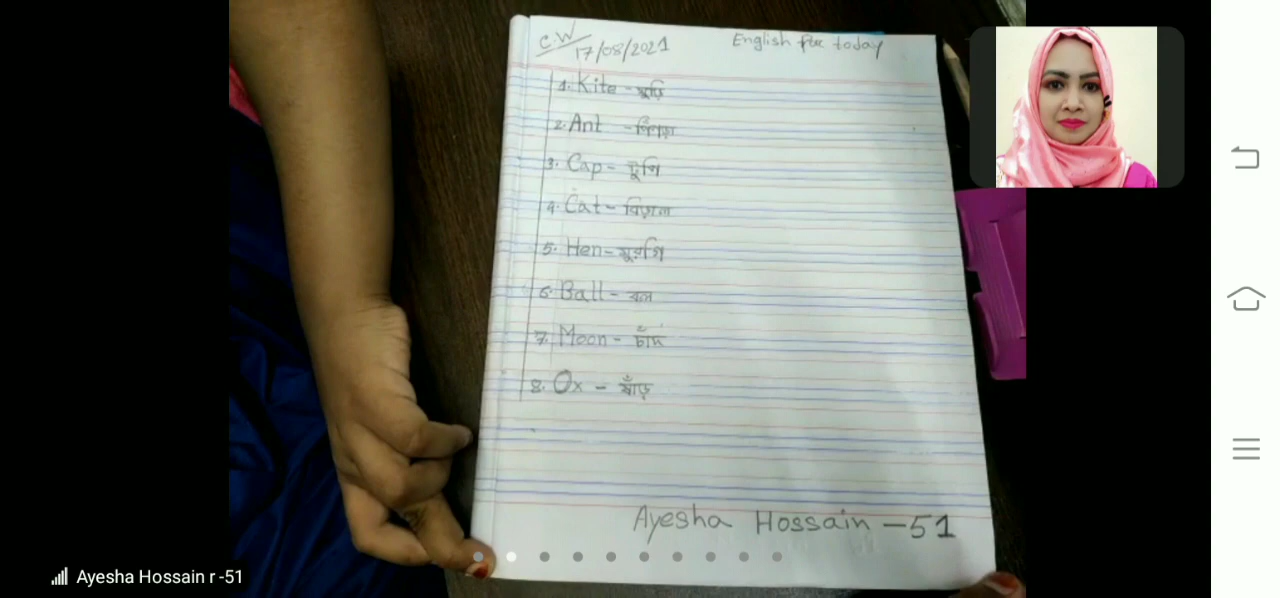 C.W
17/08/2021
English for today
1. Kite - ঘুড়ি
2. Ant - পিঁপড়া
3. Cap - টুপি
4. Cat - বিড়াল
5. Hen - মুরগি
6. Ball - বল
7. Moon - চাঁদ
8. Ox - ষাঁড়
Ayesha Hossain - 51
Ayesha Hossain r -51